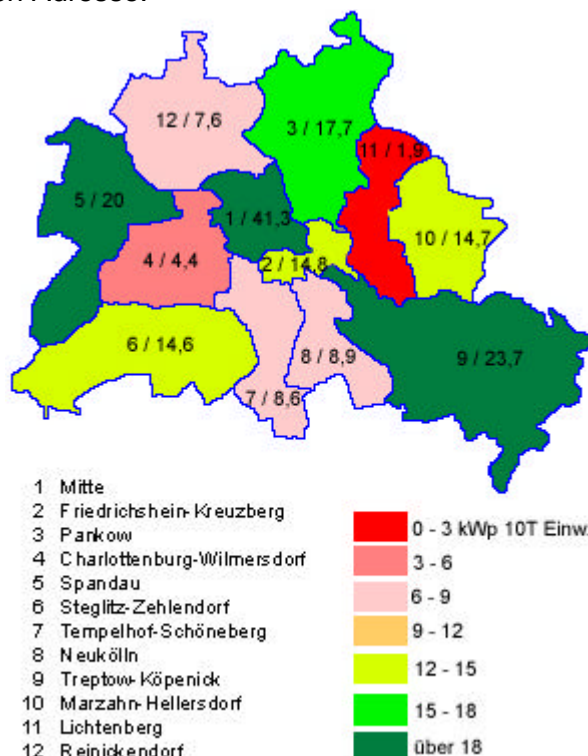 12 / 7,6
3 / 17,7
11 / 1,9
5 / 20
1 / 41,3
10 / 14,7
4 / 4,4
2 / 14,8
6 / 14,6
8 / 8,9
9 / 23,7
7 / 8,6
1 Mitte
2 Friedrichshein-Kreuzberg
3 Pankow
4 Charlottenburg-Wilmersdorf
5 Spandau
6 Steglitz-Zehlendorf
7 Tempelhof-Schöneberg
8 Neukölln
9 Treptow-Köpenick
10 Marzahn-Hellersdorf
11 Lichtenberg
12 Reinickendorf
0 - 3 kWp 10T Einw.
3 - 6
6 - 9
9 - 12
12 - 15
15 - 18
über 18